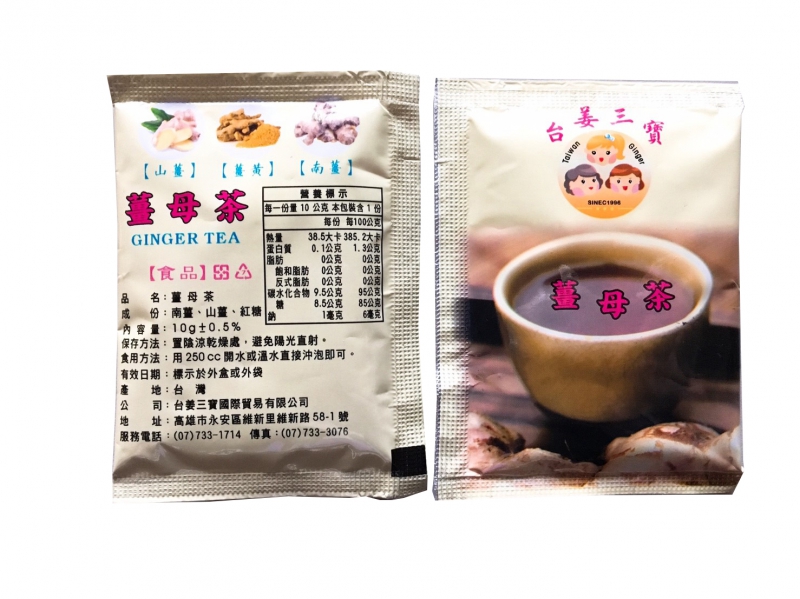 【山薑】 【薑黃】 【南薑】
薑母茶
GINGER TEA
【食品】
營養標示
每一份量 10 公克 本包裝含 1 份
每份 每100公克
熱量 38.5大卡 385.2大卡
蛋白質 0.1公克 1.3公克
脂肪 0公克 0公克
飽和脂肪 0公克 0公克
反式脂肪 0公克 0公克
碳水化合物 9.5公克 95公克
糖 8.5公克 85公克
鈉 1毫克 6毫克
品名：薑母茶
成份：南薑、山薑、紅糖
內容量：10g±0.5%
保存方法：置陰涼乾燥處，避免陽光直射。
食用方法：用250cc開水或溫水直接沖泡即可。
有效日期：標示於外盒或外袋
產地：台灣
公司：台姜三寶國際貿易有限公司
地址：高雄市永安區維新里維新路58-1號
服務電話：(07)733-1714 傳真：(07)733-3076
台姜三寶
Taiwan Ginger
SINEC1996
薑母茶